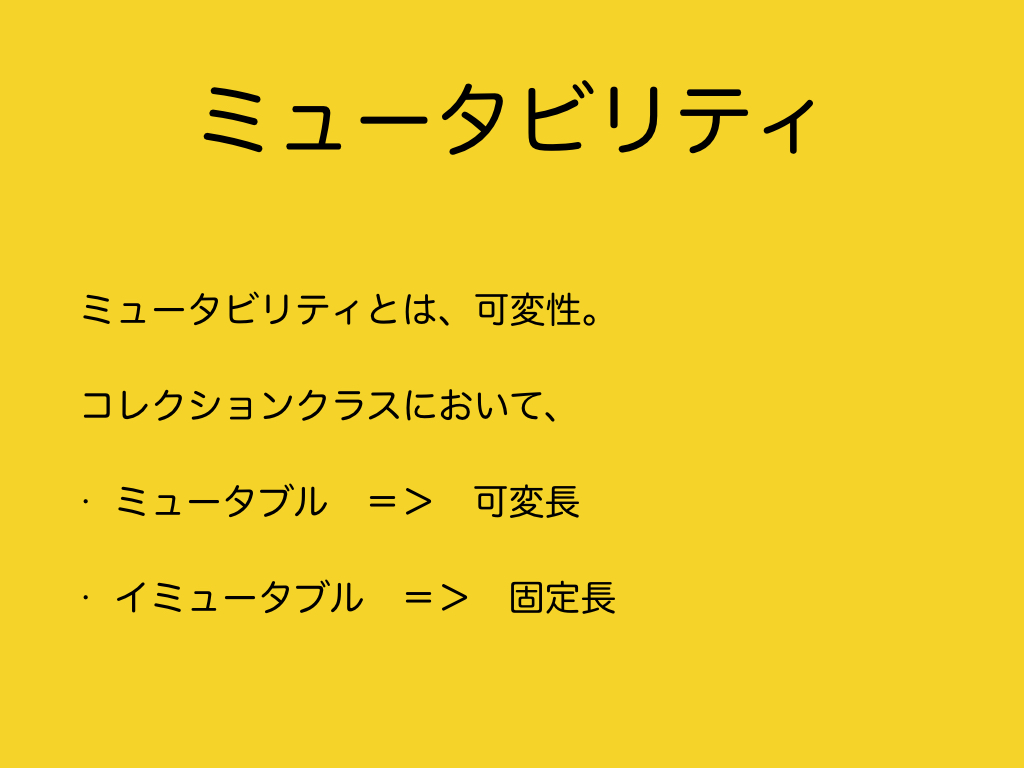 ミュータビリティ
ミュータビリティとは、可変性。
コレクションクラスにおいて、
・ミュータブル　＝＞　可変長
・イミュータブル　＝＞　固定長